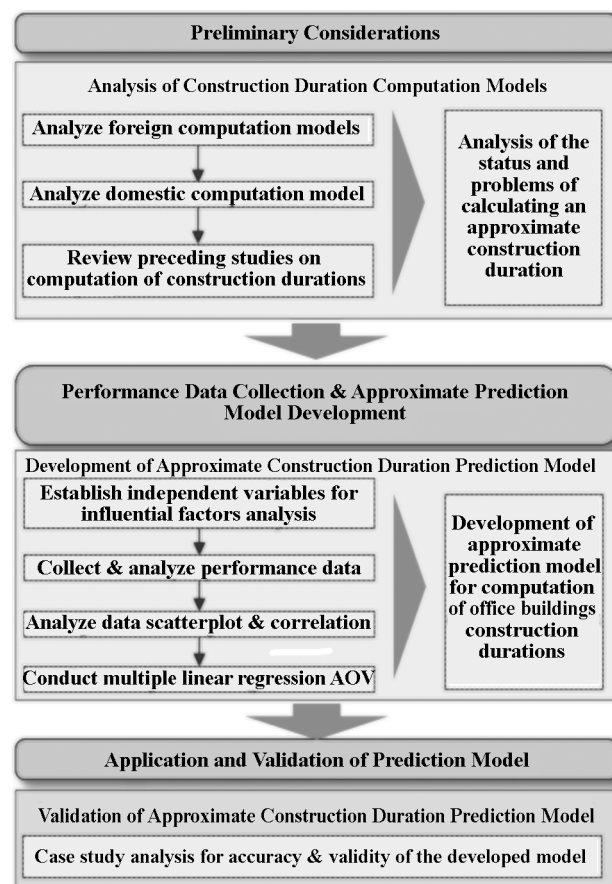 Preliminary Considerations
Analysis of Construction Duration Computation Models
Analyze foreign computation models
Analyze domestic computation model
Review preceding studies on
computation of construction durations
Analysis of the
status and
problems of
calculating an
approximate
construction
duration
Performance Data Collection & Approximate Prediction
Model Development
Development of Approximate Construction Duration Prediction Model
Establish independent variables for
influential factors analysis
Collect & analyze performance data
Analyze data scatterplot & correlation
Conduct multiple linear regression AOV
Development of
approximate
prediction model
for computation
of office buildings
construction
durations
Application and Validation of Prediction Model
Validation of Approximate Construction Duration Prediction Model
Case study analysis for accuracy & validity of the developed model